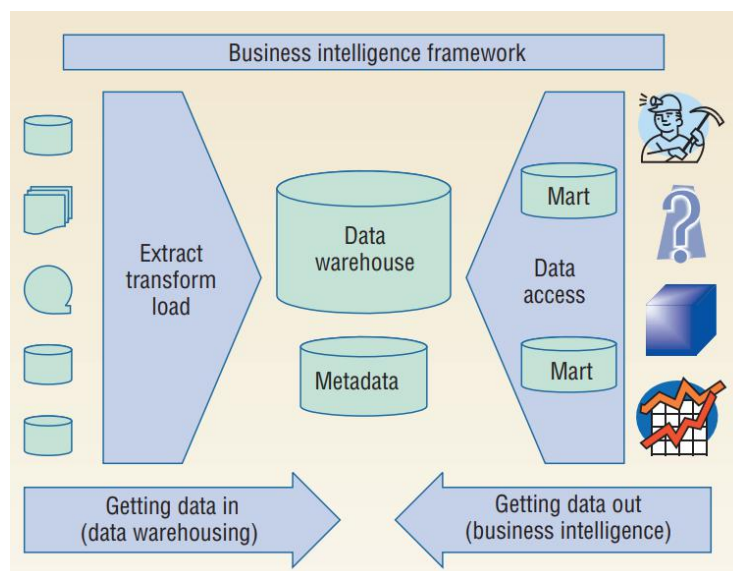 Business intelligence framework
Extract
transform
load
Data
warehouse
Metadata
Mart
Data
access
Mart
Getting data in
(data warehousing)
Getting data out
(business intelligence)